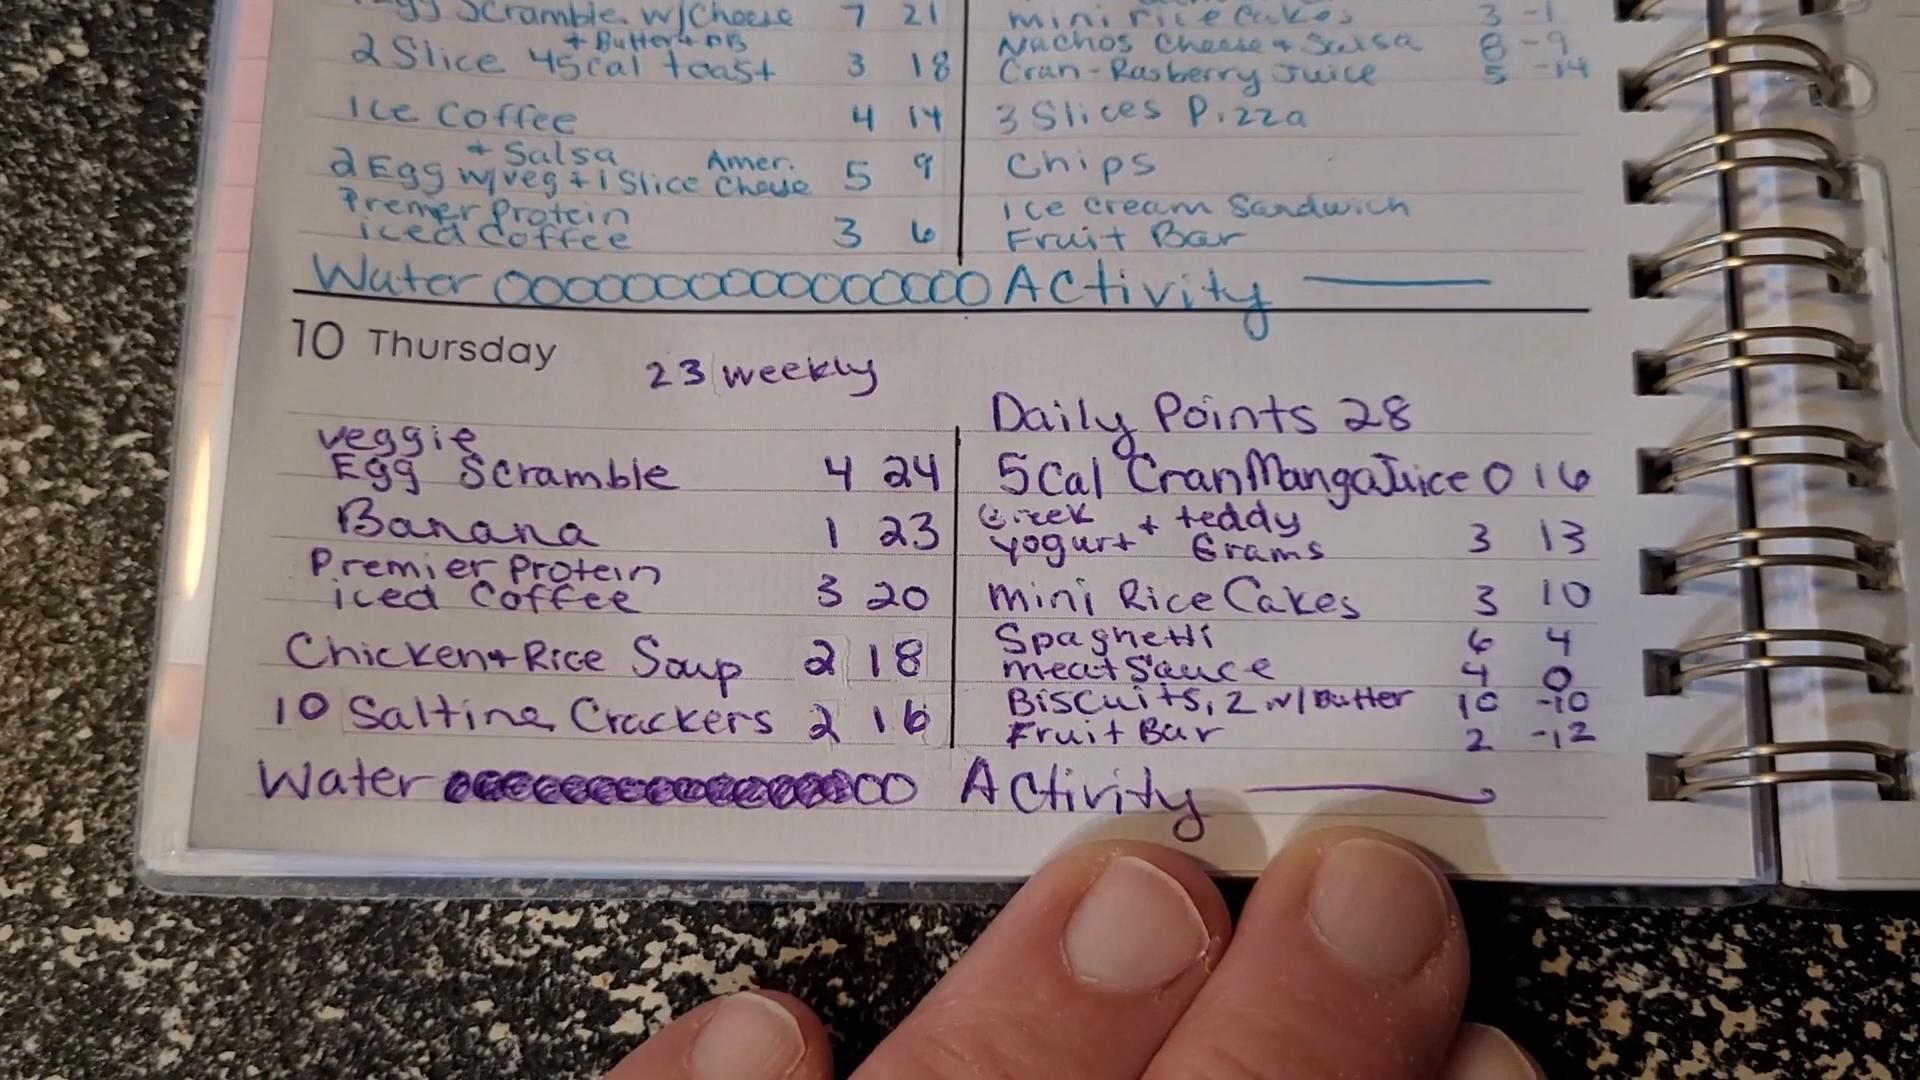 Egg Scramble w/Cheese 7 21
+ Butter + PB
2 Slice 45cal toast 3 18
Ice Coffee 4 14
+ Salsa Amer.
2 Egg w/veg + 1 Slice Cheese 5 9
Premer Protein
iced Coffee 3 6
mini rice Cakes 3 -1
Nachos Cheese + Salsa 8 -9
Cran-Rasberry Juice 5 -14
3 Slices Pizza
Chips
ice cream Sandwich
Fruit Bar
Water OOOOOOOOOOOOOOOO Activity
10 Thursday
23 weekly
veggie
Egg Scramble 4 24
Banana 1 23
Premier Protein
iced Coffee 3 20
Chicken + Rice Soup 2 18
10 Saltine Crackers 2 16
Daily Points 28
5Cal CranMangaJuice 0 16
Greek + teddy
yogurt Grams 3 13
mini Rice Cakes 3 10
Spaghetti 6 4
meat Sauce 4 0
Biscuits, 2 w/Butter 10 -10
Fruit Bar 2 -12
Water Activity